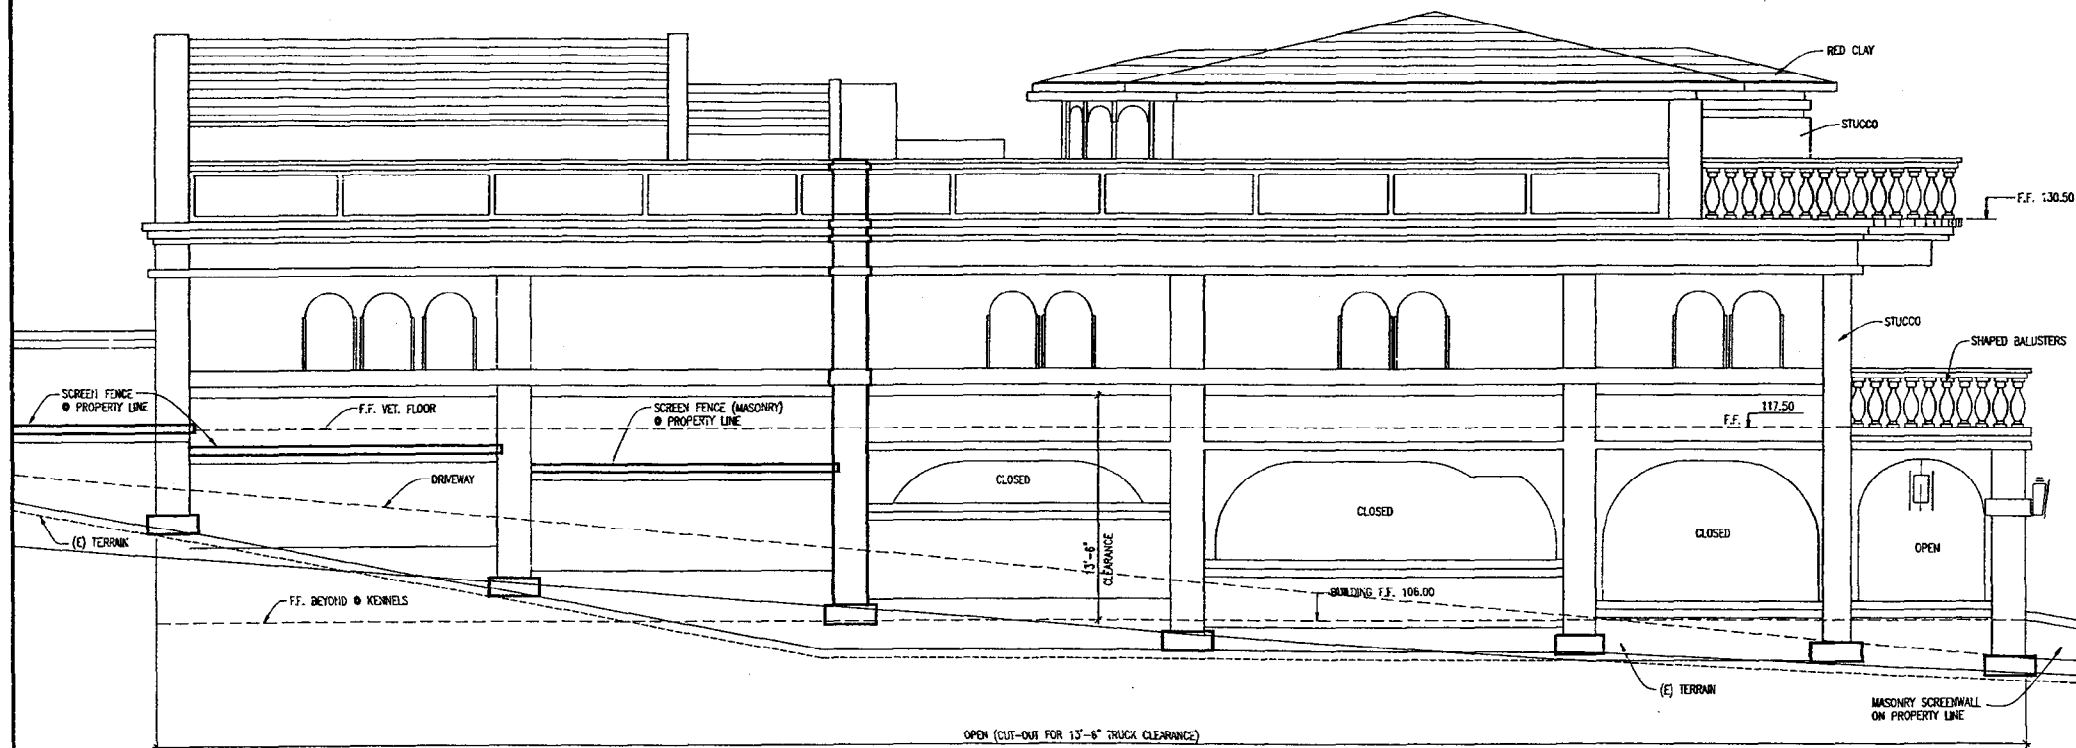 RED CLAY
STUCCO
F.F. 130.50
STUCCO
SHAPED BALUSTERS
SCREEN FENCE
@ PROPERTY LINE
F.F. VET. FLOOR
SCREEN FENCE (MASONRY)
@ PROPERTY LINE
117.50
F.F.
DRIVEWAY
CLOSED
CLOSED
CLOSED
OPEN
(E) TERRAIN
13'-6"
CLEARANCE
F.F. BEYOND @ KENNELS
BUILDING F.F. 106.00
(E) TERRAIN
MASONRY SCREENWALL
ON PROPERTY LINE
OPEN (CUT-OUT FOR 13'-6" TRUCK CLEARANCE)